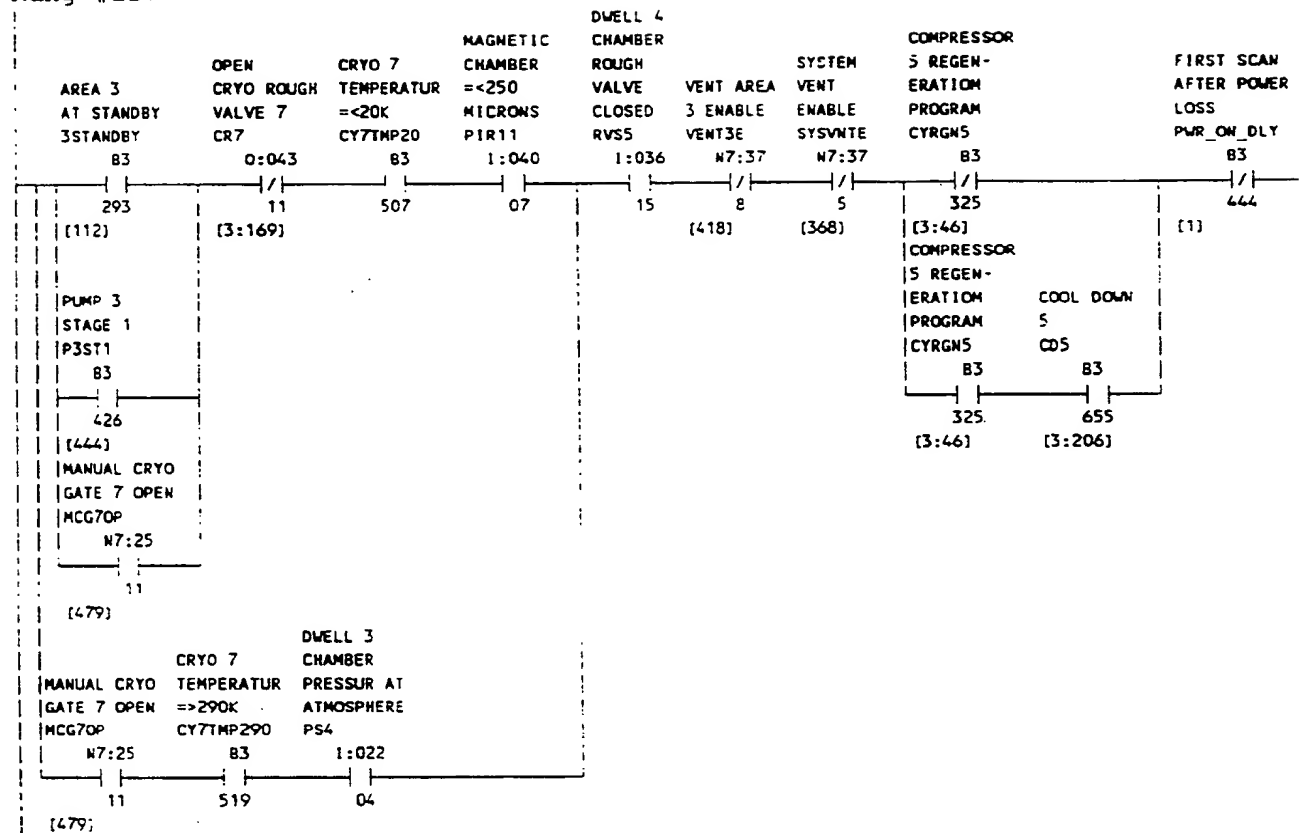 DWELL 4
MAGNETIC CHAMBER COMPRESSOR
OPEN CRYO 7 CHAMBER ROUGH SYSTEM 5 REGEN- FIRST SCAN
AREA 3 CRYO ROUGH TEMPERATUR =<250 VALVE VENT AREA VENT ERATION AFTER POWER
AT STANDBY VALVE 7 =<20K MICRONS CLOSED 3 ENABLE ENABLE PROGRAM LOSS
3STANDBY CR7 CY7TMP20 PIR11 RVS5 VENT3E SYSVNTE CYRGN5 PWR_ON_DLY
B3 O:043 B3 I:040 I:036 N7:37 N7:37 B3 B3
293 11 507 07 15 8 5 325 444
[112] [3:169] [418] [368] [3:46] [1]
COMPRESSOR
5 REGEN-
PUMP 3 ERATION COOL DOWN
STAGE 1 PROGRAM 5
P3ST1 CYRGN5 CD5
B3 B3 B3
426 325 655
[444] [3:46] [3:206]
MANUAL CRYO
GATE 7 OPEN
MCG7OP
N7:25
11
[479]
DWELL 3
CRYO 7 CHAMBER
MANUAL CRYO TEMPERATUR PRESSUR AT
GATE 7 OPEN =>290K ATMOSPHERE
MCG7OP CY7TMP290 PS4
N7:25 B3 I:022
11 519 04
[479]